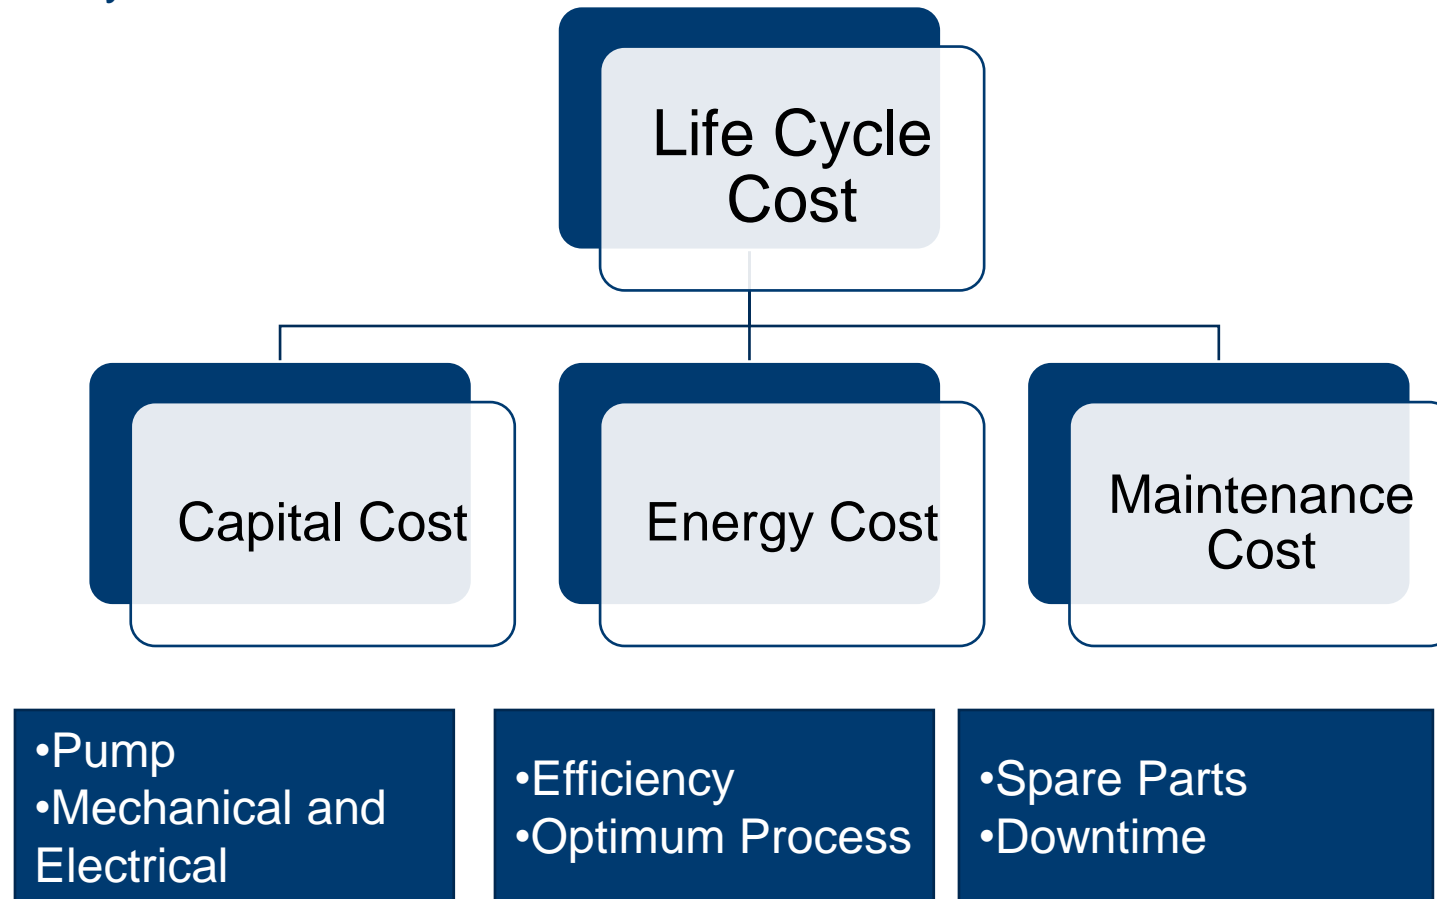 Life Cycle
Cost
Capital Cost
Energy Cost
Maintenance
Cost
•Pump
•Mechanical and
Electrical
•Efficiency
•Optimum Process
•Spare Parts
•Downtime